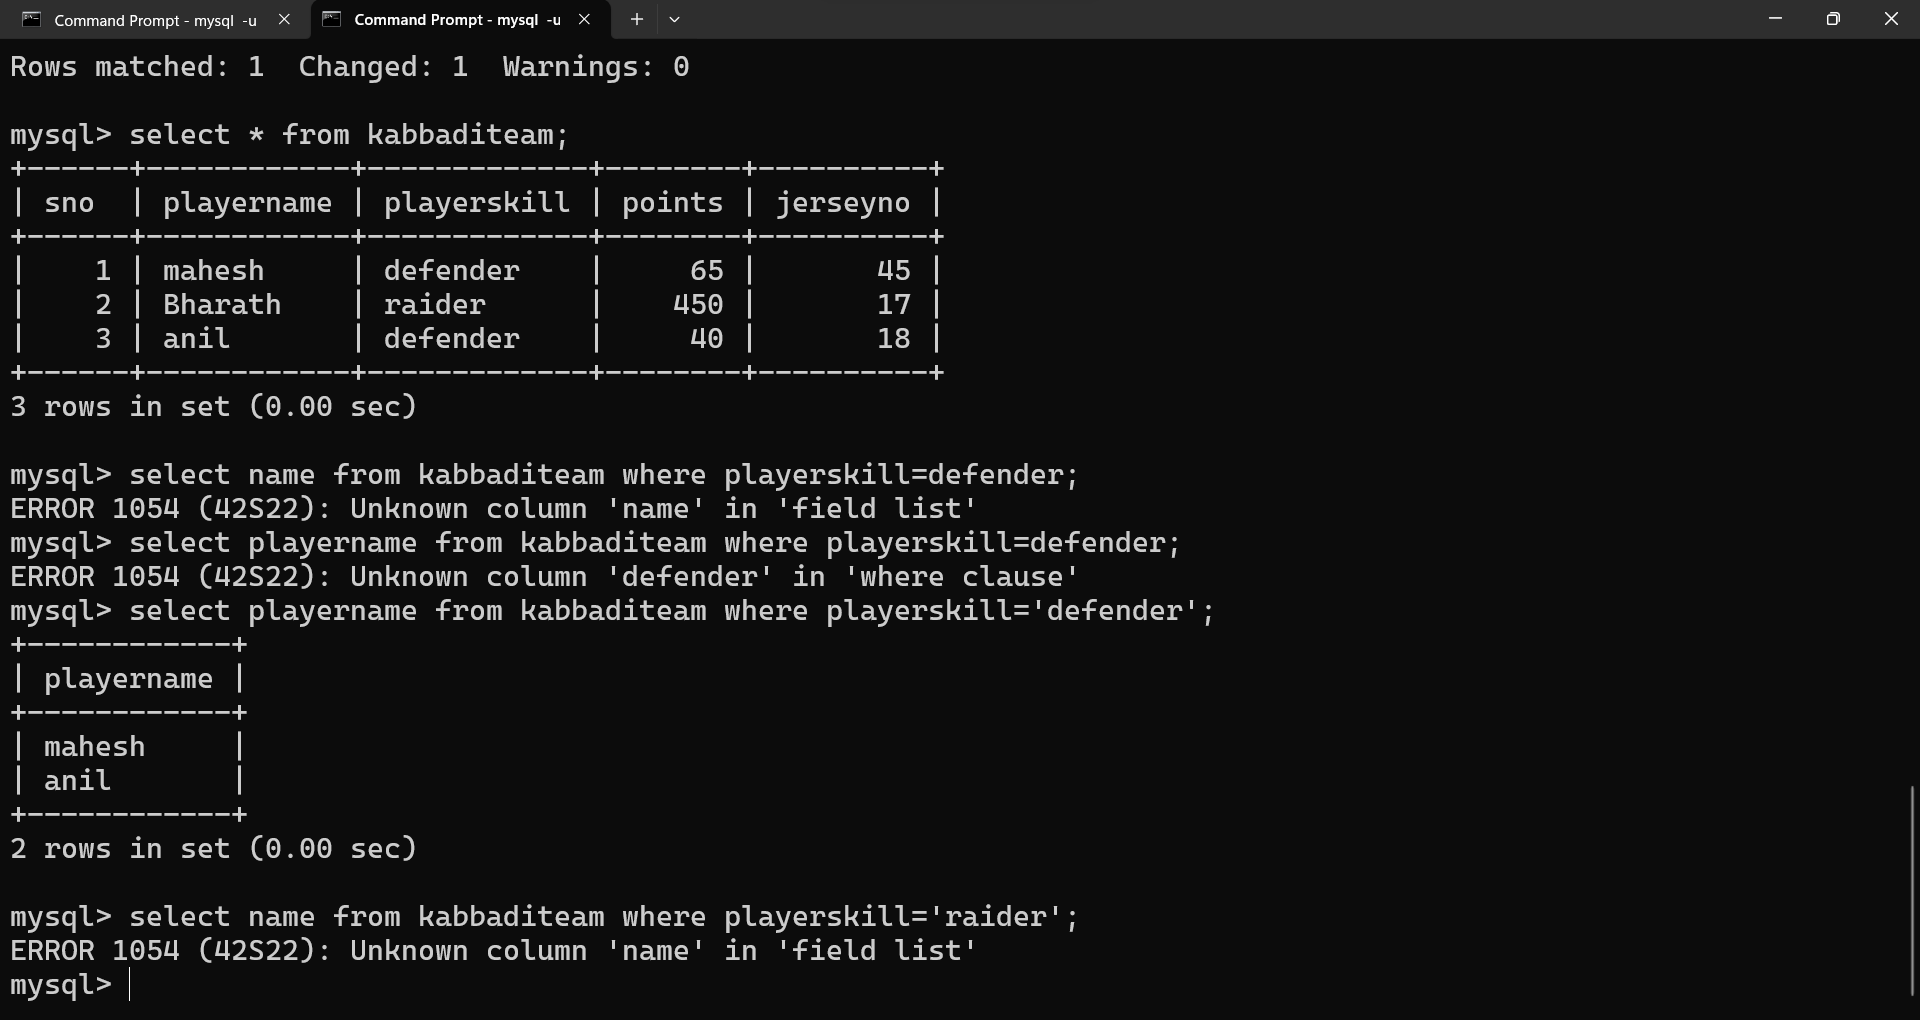 Command Prompt - mysql -u
Command Prompt - mysql -u
Rows matched: 1  Changed: 1  Warnings: 0
mysql> select * from kabbaditeam;
+------+------------+-------------+--------+----------+
| sno  | playername | playerskill | points | jerseyno |
+------+------------+-------------+--------+----------+
|    1 | mahesh     | defender    |     65 |       45 |
|    2 | Bharath    | raider      |    450 |       17 |
|    3 | anil       | defender    |     40 |       18 |
+------+------------+-------------+--------+----------+
3 rows in set (0.00 sec)
mysql> select name from kabbaditeam where playerskill=defender;
ERROR 1054 (42S22): Unknown column 'name' in 'field list'
mysql> select playername from kabbaditeam where playerskill=defender;
ERROR 1054 (42S22): Unknown column 'defender' in 'where clause'
mysql> select playername from kabbaditeam where playerskill='defender';
+------------+
| playername |
+------------+
| mahesh     |
| anil       |
+------------+
2 rows in set (0.00 sec)
mysql> select name from kabbaditeam where playerskill='raider';
ERROR 1054 (42S22): Unknown column 'name' in 'field list'
mysql>